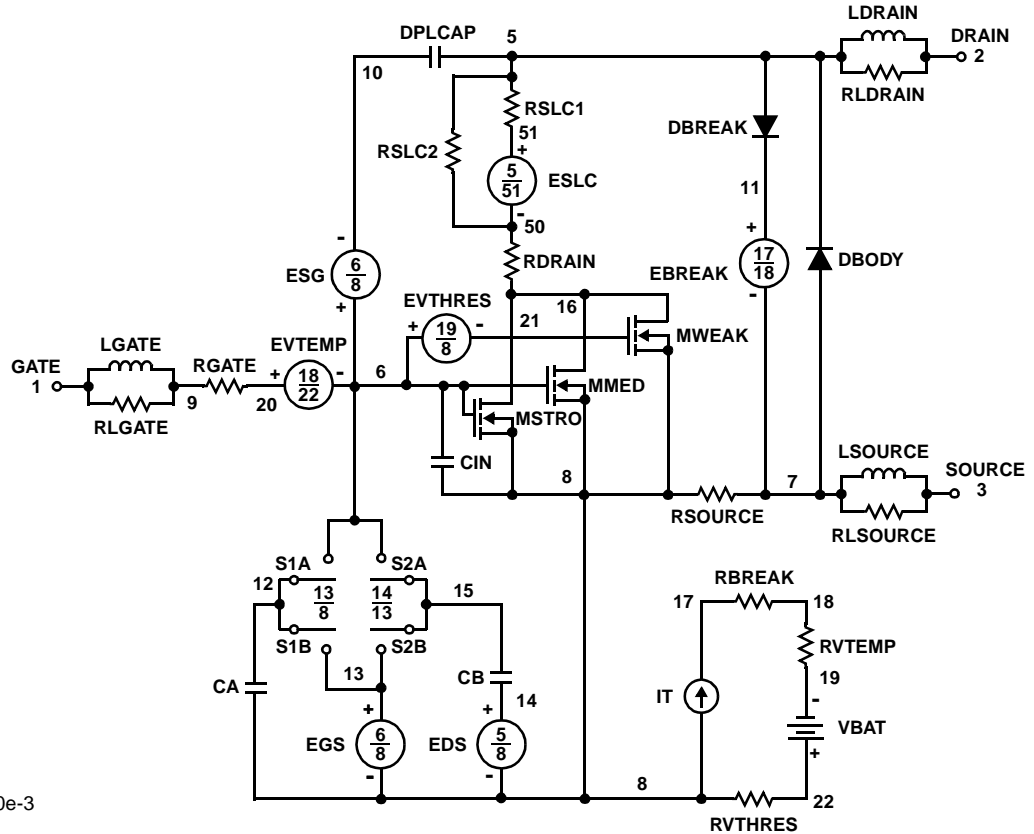 LDRAIN
DPLCAP 5 DRAIN
10 2
RSLC1 RLDRAIN
51 DBREAK
RSLC2 +
5
51 ESLC 11
-
50
- +
6
8 RDRAIN 17
18
ESG EBREAK DBODY
+ EVTHRES 16 -
+ 19
8 - 21
LGATE EVTEMP MWEAK
GATE RGATE + 18
22 - 6
1 MMED
9 20 MSTRO
RLGATE LSOURCE
CIN 8 7 SOURCE
3
RSOURCE
RLSOURCE
S1A S2A
12 13
8 14
13 15 RBREAK
17 18
S1B S2B
RVTEMP
13 CB 19
CA 14 IT -
+ + VBAT
EGS 6
8 EDS 5
8 +
- - 8
22
RVTHRES
0e-3